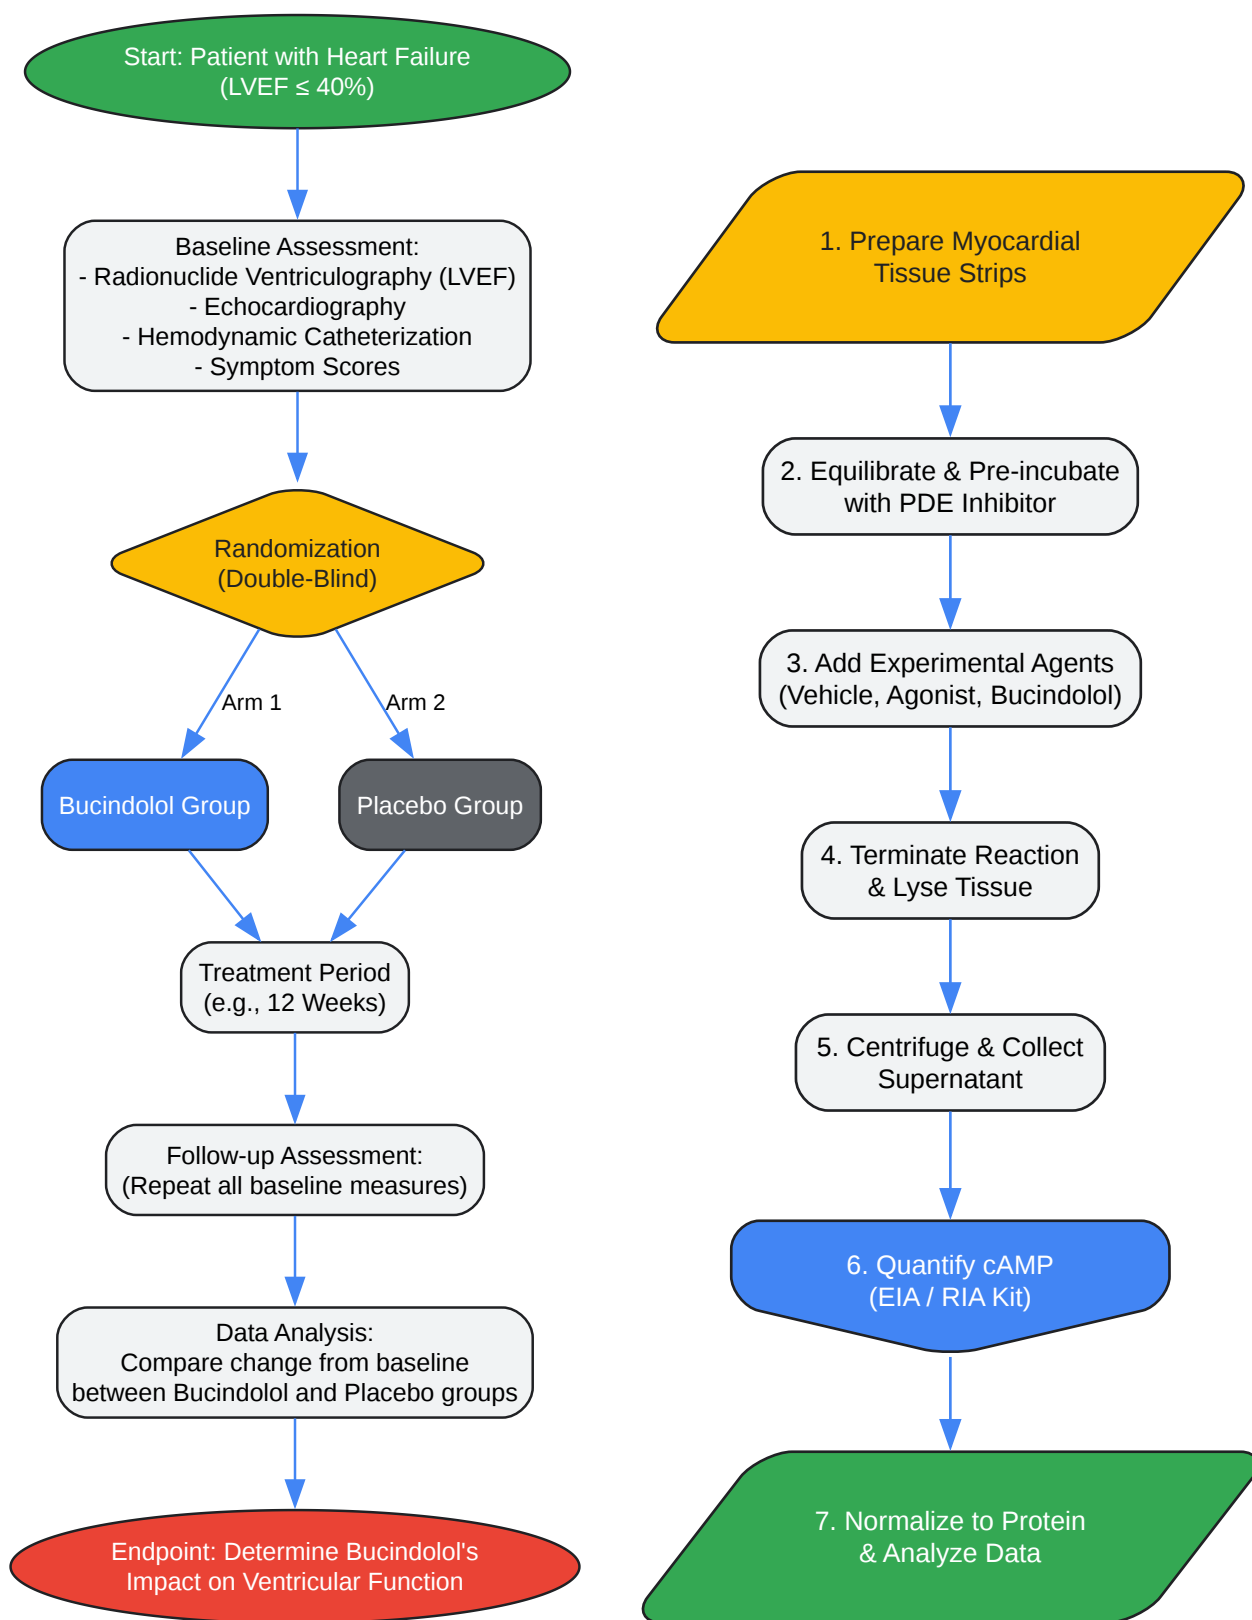 Start: Patient with Heart Failure
(LVEF ≤ 40%)
Baseline Assessment:
- Radionuclide Ventriculography (LVEF)
- Echocardiography
- Hemodynamic Catheterization
- Symptom Scores
Randomization
(Double-Blind)
Arm 1
Arm 2
Bucindolol Group
Placebo Group
Treatment Period
(e.g., 12 Weeks)
Follow-up Assessment:
(Repeat all baseline measures)
Data Analysis:
Compare change from baseline
between Bucindolol and Placebo groups
Endpoint: Determine Bucindolol's
Impact on Ventricular Function
1. Prepare Myocardial
Tissue Strips
2. Equilibrate & Pre-incubate
with PDE Inhibitor
3. Add Experimental Agents
(Vehicle, Agonist, Bucindolol)
4. Terminate Reaction
& Lyse Tissue
5. Centrifuge & Collect
Supernatant
6. Quantify cAMP
(EIA / RIA Kit)
7. Normalize to Protein
& Analyze Data